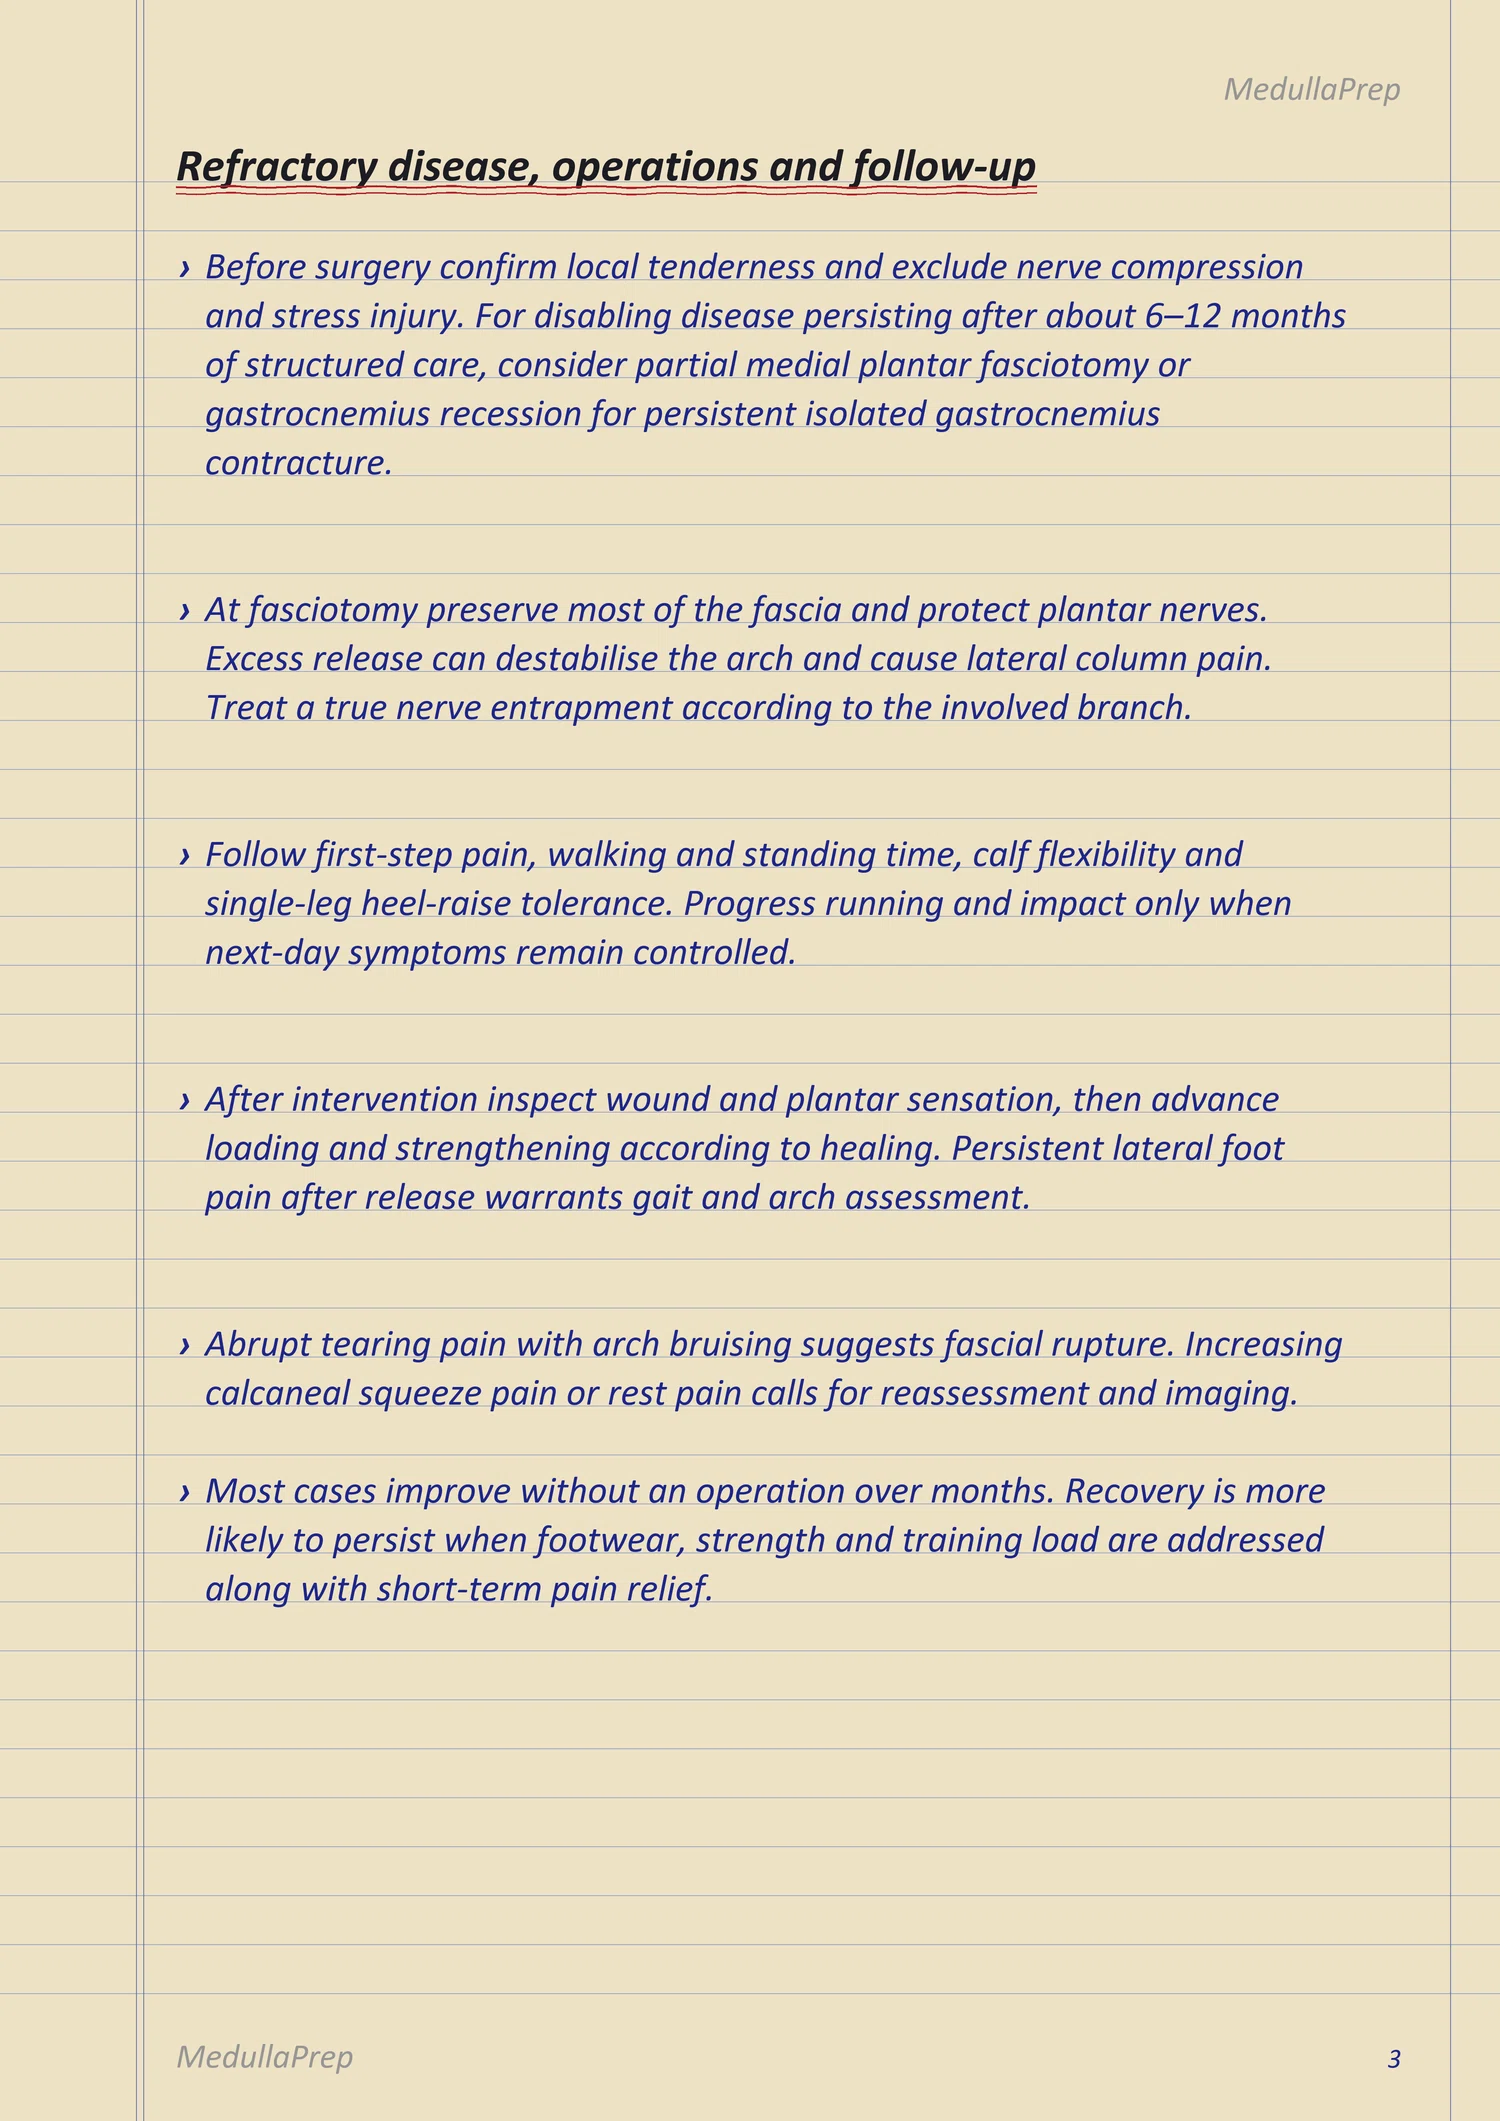 MedullaPrep
Refractory disease, operations and follow-up
› Before surgery confirm local tenderness and exclude nerve compression
and stress injury. For disabling disease persisting after about 6–12 months
of structured care, consider partial medial plantar fasciotomy or
gastrocnemius recession for persistent isolated gastrocnemius
contracture.
› At fasciotomy preserve most of the fascia and protect plantar nerves.
Excess release can destabilise the arch and cause lateral column pain.
Treat a true nerve entrapment according to the involved branch.
› Follow first-step pain, walking and standing time, calf flexibility and
single-leg heel-raise tolerance. Progress running and impact only when
next-day symptoms remain controlled.
› After intervention inspect wound and plantar sensation, then advance
loading and strengthening according to healing. Persistent lateral foot
pain after release warrants gait and arch assessment.
› Abrupt tearing pain with arch bruising suggests fascial rupture. Increasing
calcaneal squeeze pain or rest pain calls for reassessment and imaging.
› Most cases improve without an operation over months. Recovery is more
likely to persist when footwear, strength and training load are addressed
along with short-term pain relief.
MedullaPrep
3